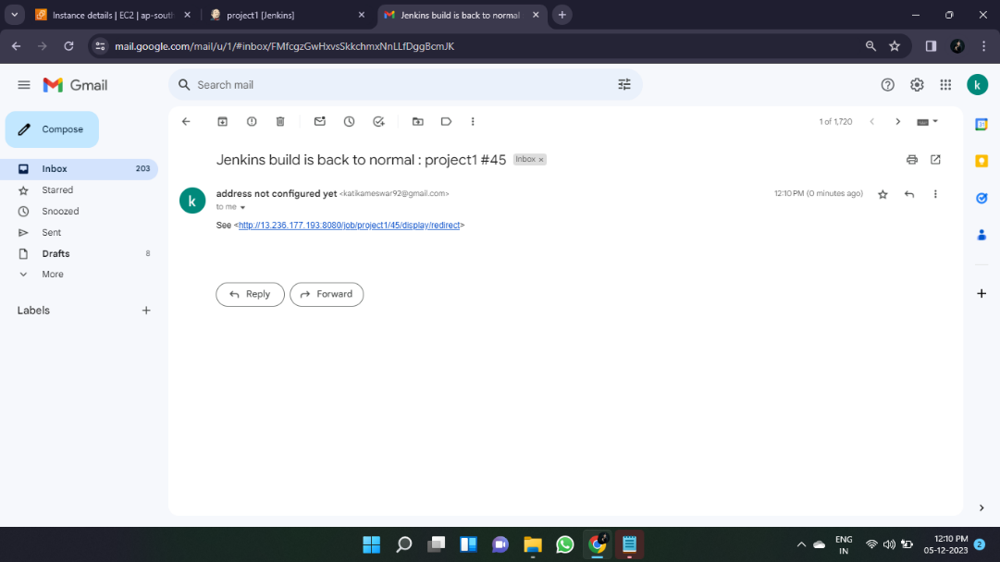 Instance details | EC2 | ap-south
project1 [Jenkins]
Jenkins build is back to normal
mail.google.com/mail/u/1/#inbox/FMfcgzGwHxvsSkkchmxNnLLfDggBcmJK
Gmail
Search mail
k
Compose
1 of 1,720
Jenkins build is back to normal : project1 #45
Inbox ×
Inbox 203
Starred
Snoozed
Sent
Drafts 8
More
Labels
k
address not configured yet <katikameswar92@gmail.com>
12:10 PM (0 minutes ago)
to me
See <http://13.236.177.193:8080/job/project1/45/display/redirect>
Reply
Forward
31
ENG
IN
12:10 PM
05-12-2023
2